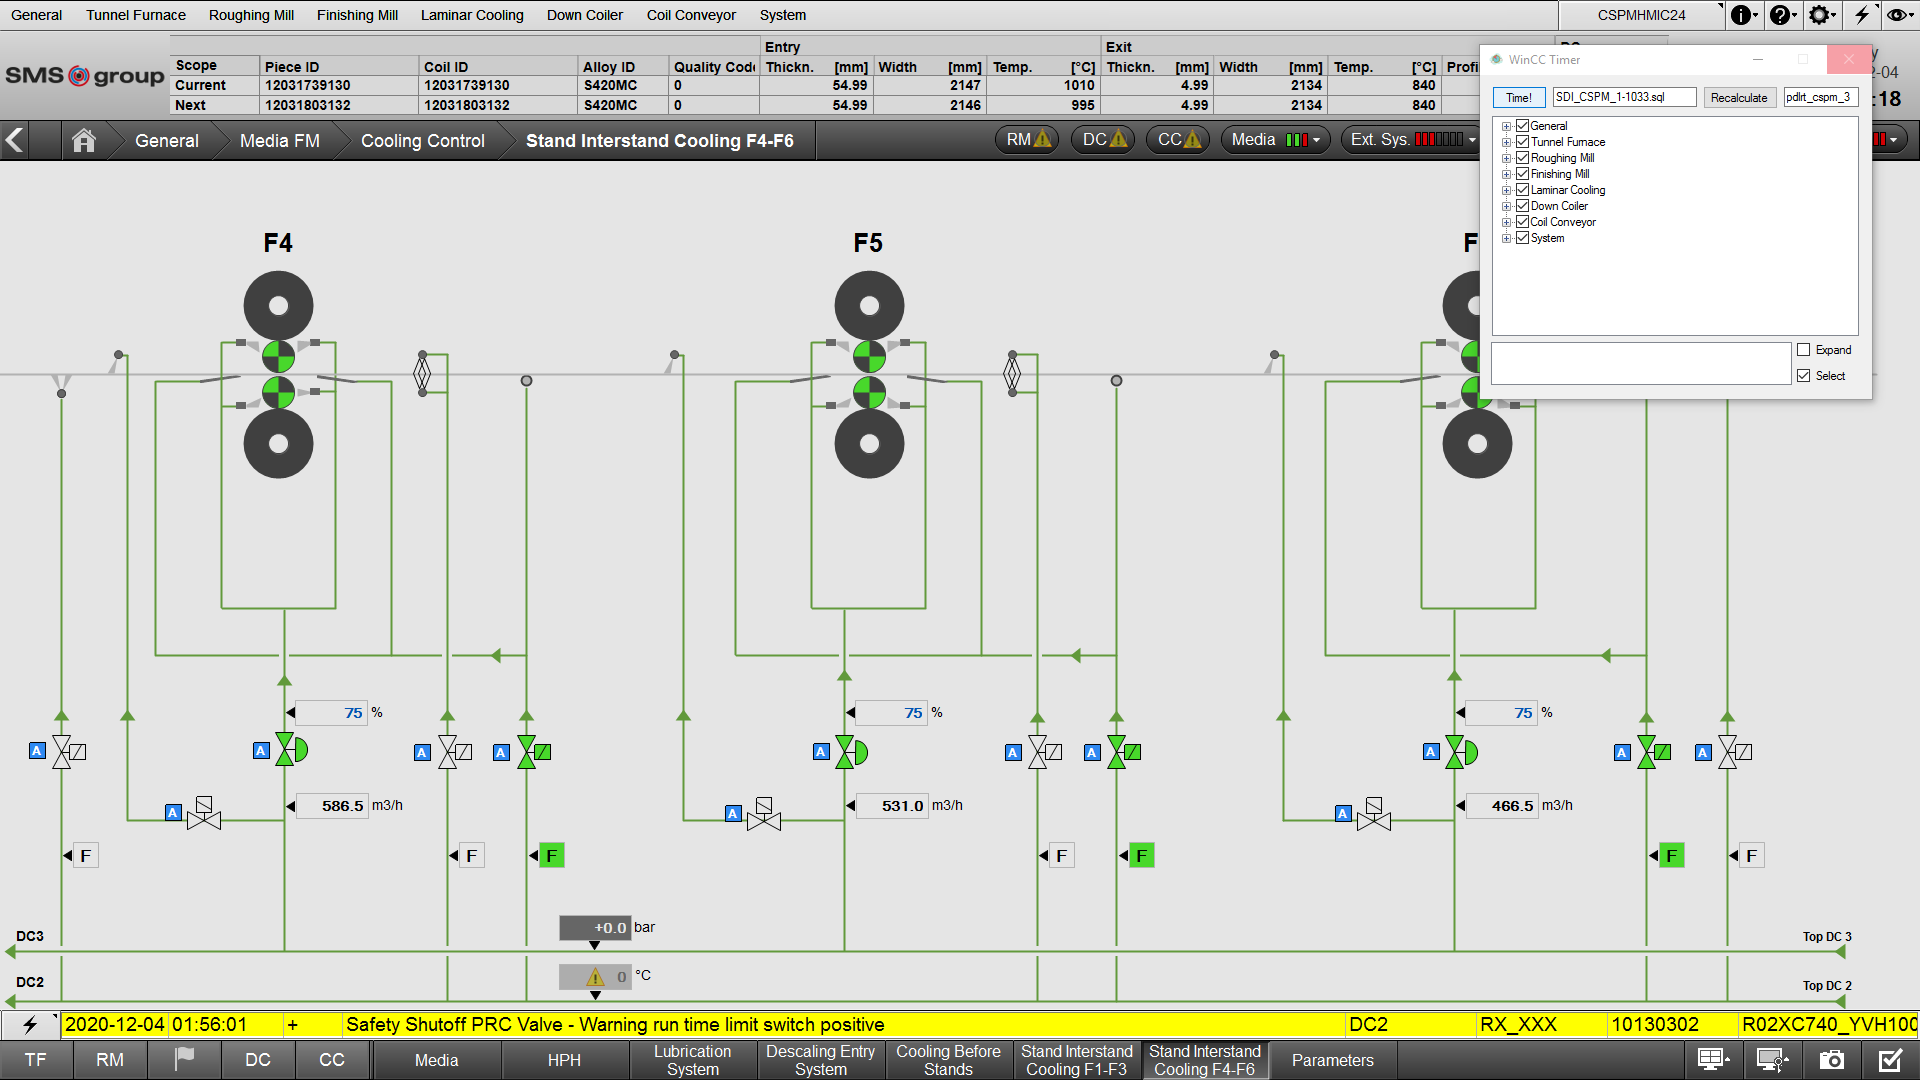 General Tunnel Furnace Roughing Mill Finishing Mill Laminar Cooling Down Coiler Coil Conveyor System CSPMHMIC24
SMS group
Entry Exit
Scope Piece ID Coil ID Alloy ID Quality Code Thickn. [mm] Width [mm] Temp. [°C] Thickn. [mm] Width [mm] Temp. [°C] Profi
Current 12031739130 12031739130 S420MC 0 54.99 2147 1010 4.99 2134 840
Next 12031803132 12031803132 S420MC 0 54.99 2146 995 4.99 2134 840
-04
:18
General Media FM Cooling Control Stand Interstand Cooling F4-F6 RM DC CC Media Ext. Sys.
WinCC Timer
Time! SDI_CSPM_1-1033.sql Recalculate pdlrt_cspm_3
General
Tunnel Furnace
Roughing Mill
Finishing Mill
Laminar Cooling
Down Coiler
Coil Conveyor
System
Expand
Select
F4 F5 F
75 % 75 % 75 %
A A A A A A A A A A
586.5 m3/h 531.0 m3/h 466.5 m3/h
A A A
F F F F F F F
+0.0 bar
DC3 Top DC 3
0 °C
DC2 Top DC 2
2020-12-04 01:56:01 + Safety Shutoff PRC Valve - Warning run time limit switch positive DC2 RX_XXX 10130302 R02XC740_YVH100
TF RM DC CC Media HPH Lubrication System Descaling Entry System Cooling Before Stands Stand Interstand Cooling F1-F3 Stand Interstand Cooling F4-F6 Parameters